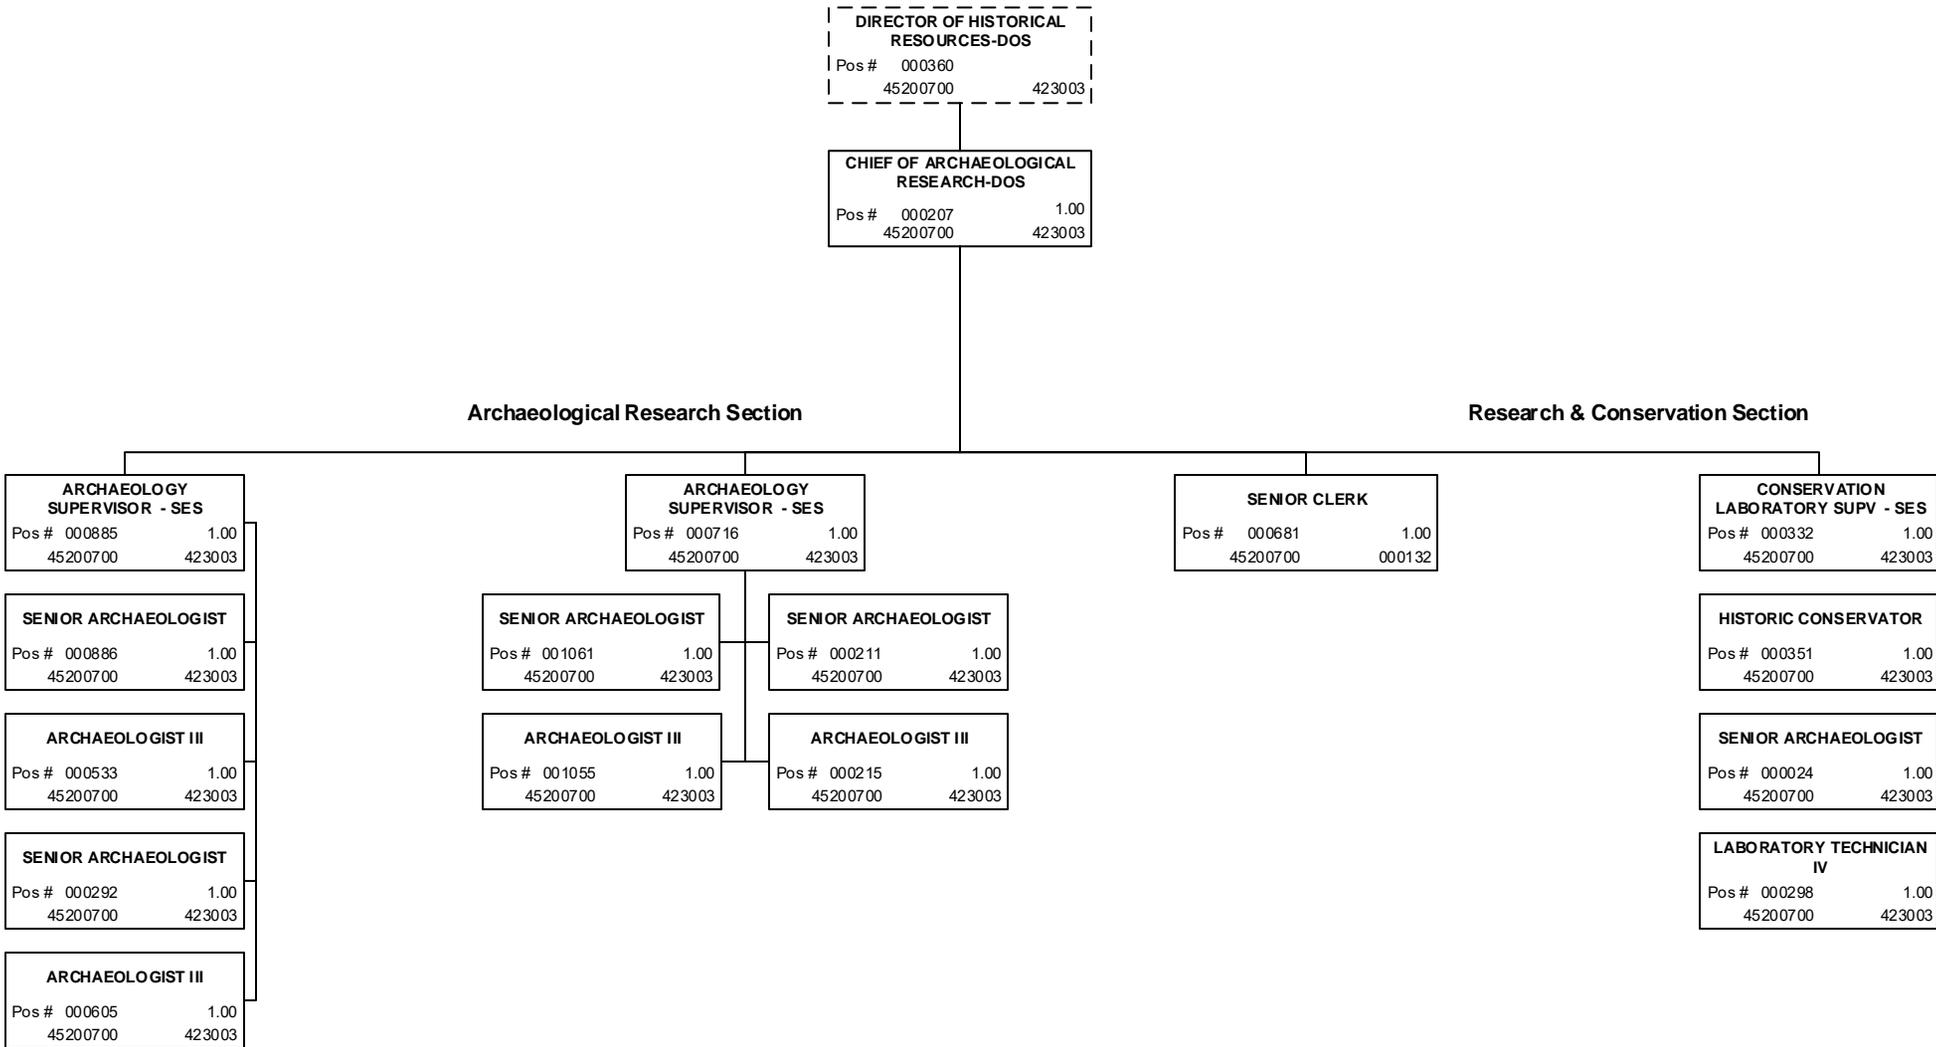 DIRECTOR OF HISTORICAL
RESOURCES-DOS
Pos # 000360
45200700 423003
CHIEF OF ARCHAEOLOGICAL
RESEARCH-DOS
Pos # 000207 1.00
45200700 423003
Archaeological Research Section
Research & Conservation Section
ARCHAEOLOGY
SUPERVISOR - SES
Pos # 000885 1.00
45200700 423003
SENIOR ARCHAEOLOGIST
Pos # 000886 1.00
45200700 423003
ARCHAEOLOGIST III
Pos # 000533 1.00
45200700 423003
SENIOR ARCHAEOLOGIST
Pos # 000292 1.00
45200700 423003
ARCHAEOLOGIST III
Pos # 000605 1.00
45200700 423003
ARCHAEOLOGY
SUPERVISOR - SES
Pos # 000716 1.00
45200700 423003
SENIOR ARCHAEOLOGIST
Pos # 001061 1.00
45200700 423003
SENIOR ARCHAEOLOGIST
Pos # 000211 1.00
45200700 423003
ARCHAEOLOGIST III
Pos # 001055 1.00
45200700 423003
ARCHAEOLOGIST III
Pos # 000215 1.00
45200700 423003
SENIOR CLERK
Pos # 000681 1.00
45200700 000132
CONSERVATION
LABORATORY SUPV - SES
Pos # 000332 1.00
45200700 423003
HISTORIC CONSERVATOR
Pos # 000351 1.00
45200700 423003
SENIOR ARCHAEOLOGIST
Pos # 000024 1.00
45200700 423003
LABORATORY TECHNICIAN
IV
Pos # 000298 1.00
45200700 423003